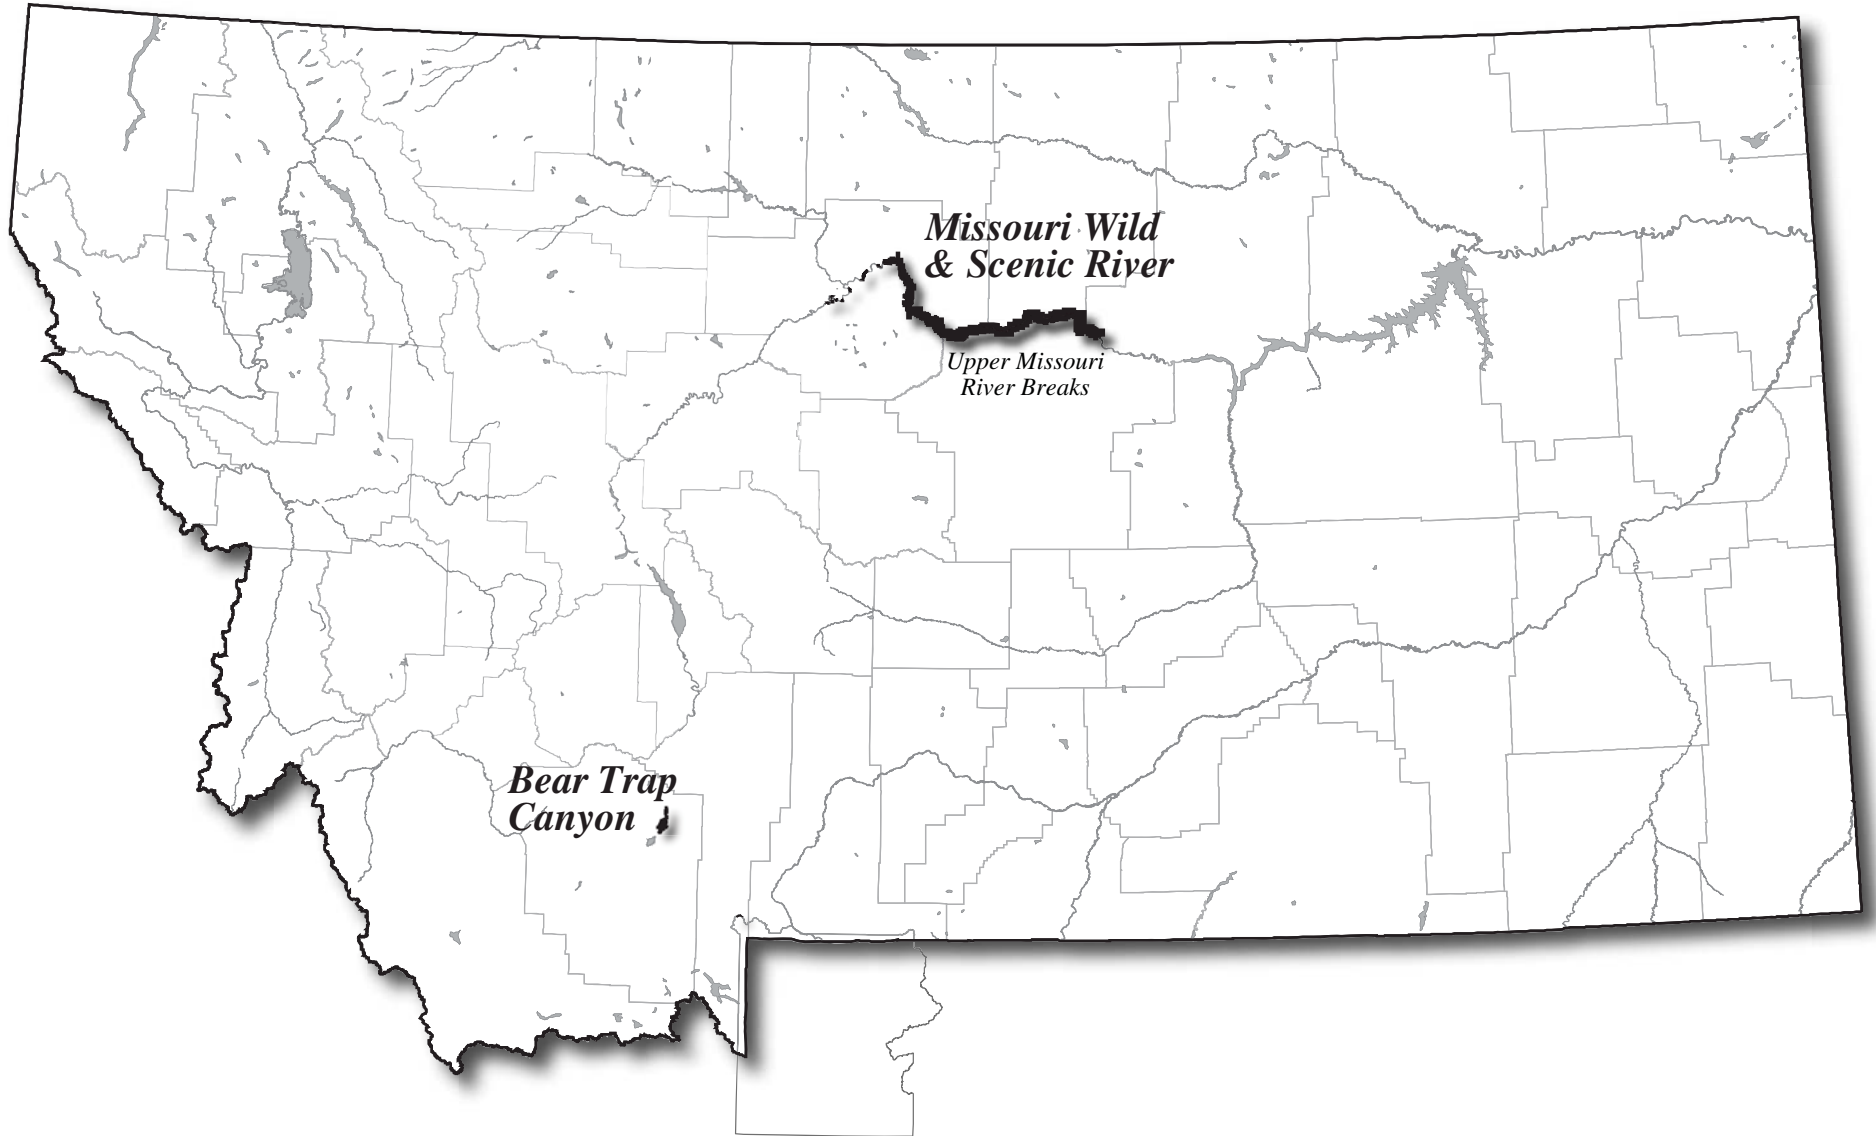 Missouri Wild
& Scenic River
Upper Missouri
River Breaks
Bear Trap
Canyon